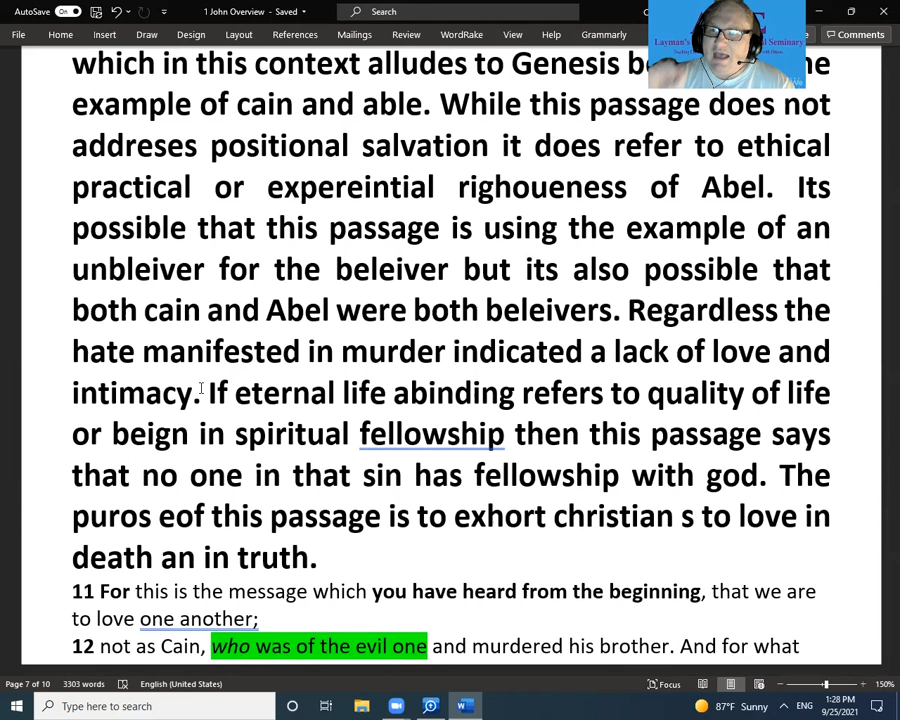 AutoSave On
1 John Overview - Saved
Search
File Home Insert Draw Design Layout References Mailings Review WordRake View Help Grammarly
Comments
Layman's Seminary
which in this context alludes to Genesis
example of cain and able. While this passage does not
addreses positional salvation it does refer to ethical
practical or expereintial righoueness of Abel. Its
possible that this passage is using the example of an
unbleiver for the beleiver but its also possible that
both cain and Abel were both beleivers. Regardless the
hate manifested in murder indicated a lack of love and
intimacy. If eternal life abinding refers to quality of life
or beign in spiritual fellowship then this passage says
that no one in that sin has fellowship with god. The
puros eof this passage is to exhort christian s to love in
death an in truth.
11 For this is the message which you have heard from the beginning, that we are
to love one another;
12 not as Cain, who was of the evil one and murdered his brother. And for what
Page 7 of 10 3303 words English (United States) Focus 150%
Type here to search
87°F Sunny ENG
1:28 PM
9/25/2021